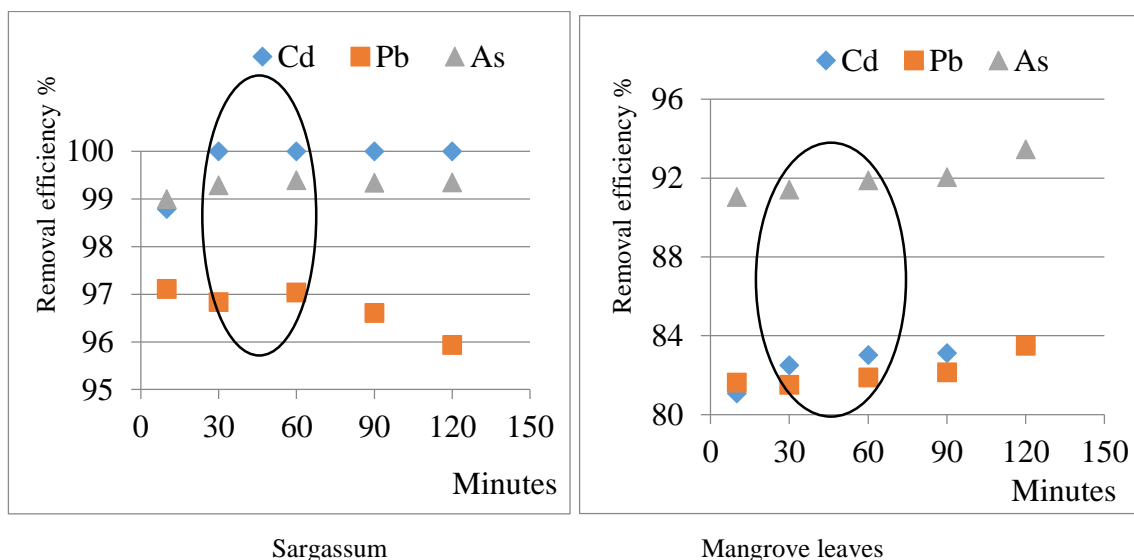 Cd Pb As
Removal efficiency %
100
99
98
97
96
95
0 30 60 90 120 150
Minutes
Sargassum
Cd Pb As
Removal efficiency %
96
92
88
84
80
0 30 60 90 120 150
Minutes
Mangrove leaves